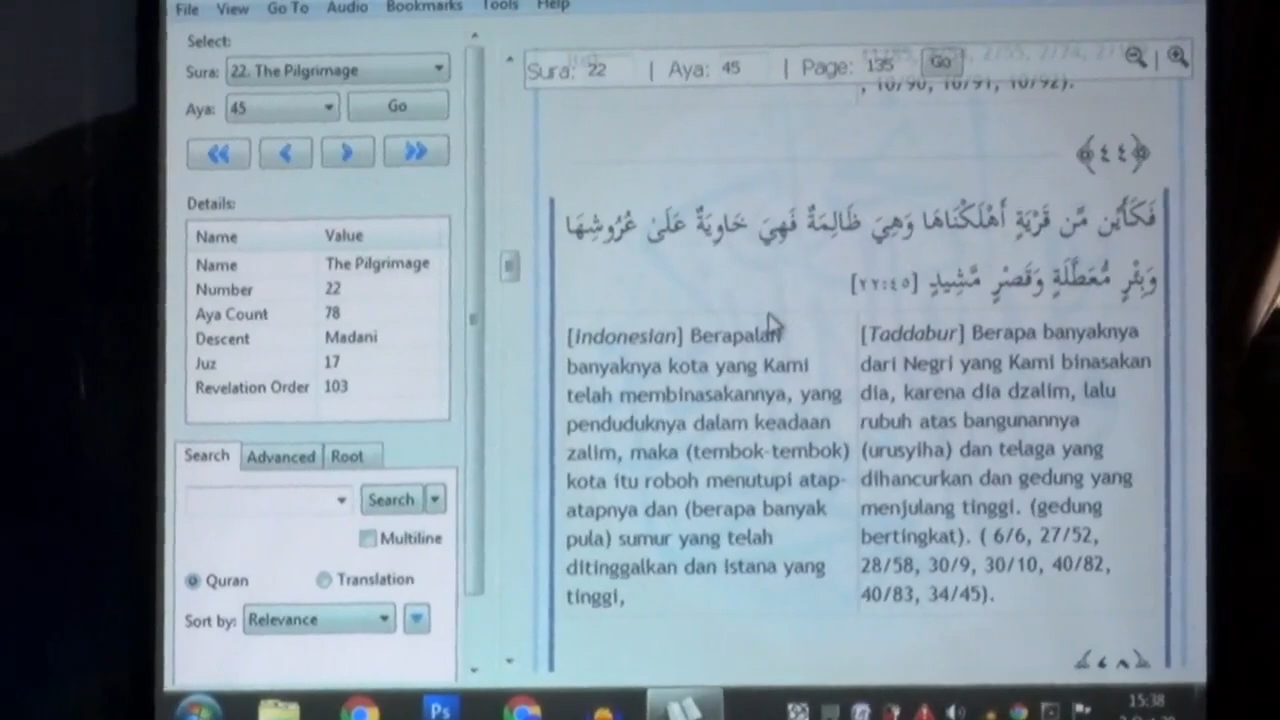 File View Go To Audio Bookmarks Tools Help
Select:
Sura: 22. The Pilgrimage
Aya: 45 Go
Details:
Name Value
Name The Pilgrimage
Number 22
Aya Count 78
Descent Madani
Juz 17
Revelation Order 103
Search Advanced Root
Search
Multiline
Quran Translation
Sort by: Relevance
Sura: 22 | Aya: 45 | Page: 135 Go
, 10/90, 10/91, 10/92).
﴿٤٤﴾
فَكَأَيِّن مِّن قَرْيَةٍ أَهْلَكْنَاهَا وَهِيَ ظَالِمَةٌ فَهِيَ خَاوِيَةٌ عَلَىٰ عُرُوشِهَا
وَبِئْرٍ مُّعَطَّلَةٍ وَقَصْرٍ مَّشِيدٍ [٢٢:٤٥]
[Indonesian] Berapalah
banyaknya kota yang Kami
telah membinasakannya, yang
penduduknya dalam keadaan
zalim, maka (tembok-tembok)
kota itu roboh menutupi atap-
atapnya dan (berapa banyak
pula) sumur yang telah
ditinggalkan dan istana yang
tinggi,
[Taddabur] Berapa banyaknya
dari Negri yang Kami binasakan
dia, karena dia dzalim, lalu
rubuh atas bangunannya
(urusyiha) dan telaga yang
dihancurkan dan gedung yang
menjulang tinggi. (gedung
bertingkat). ( 6/6, 27/52,
28/58, 30/9, 30/10, 40/82,
40/83, 34/45).
Ps
15:38